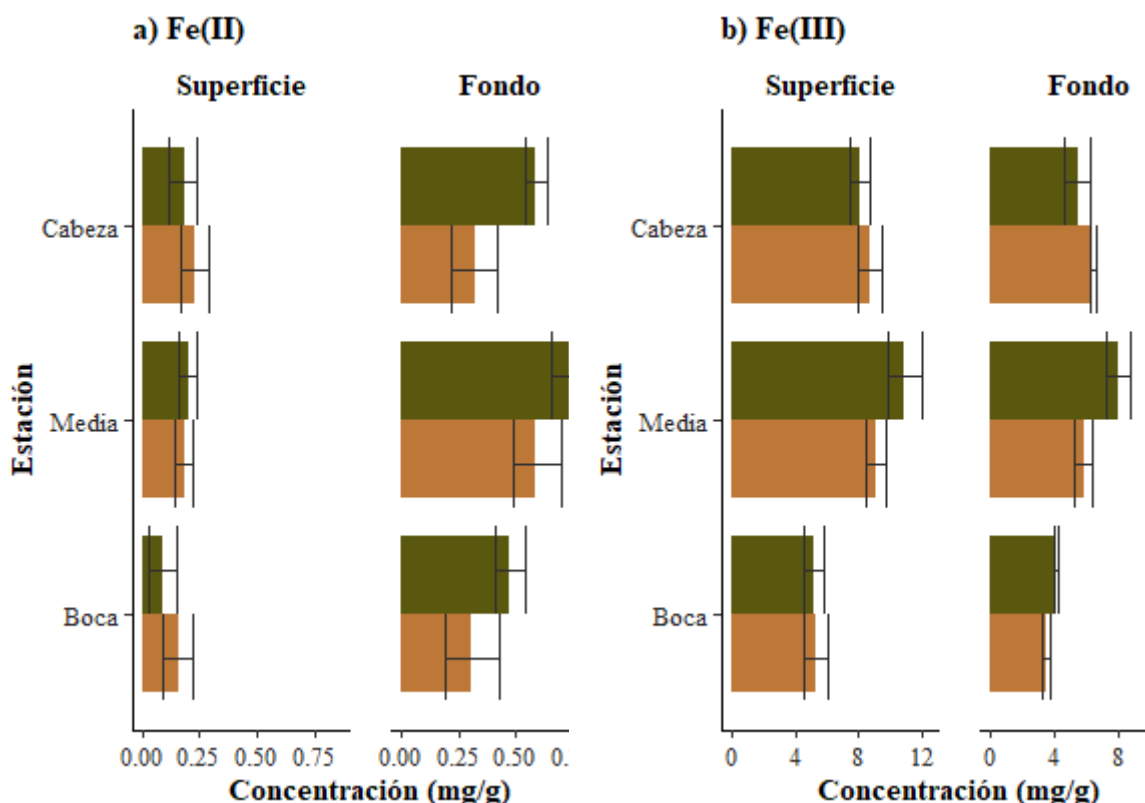 a) Fe(II)
b) Fe(III)
Superficie Fondo
Superficie Fondo
Estación
Cabeza
Media
Boca
Estación
Cabeza
Media
Boca
0.00 0.25 0.50 0.75
0.00 0.25 0.50 0.
0 4 8 12
0 4 8
Concentración (mg/g)
Concentración (mg/g)